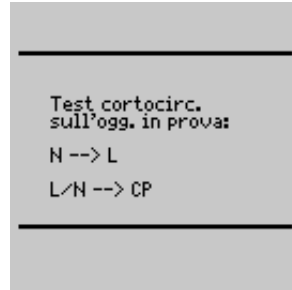 Test cortocirc.
sull'ogg. in prova:
N --> L
L/N --> CP